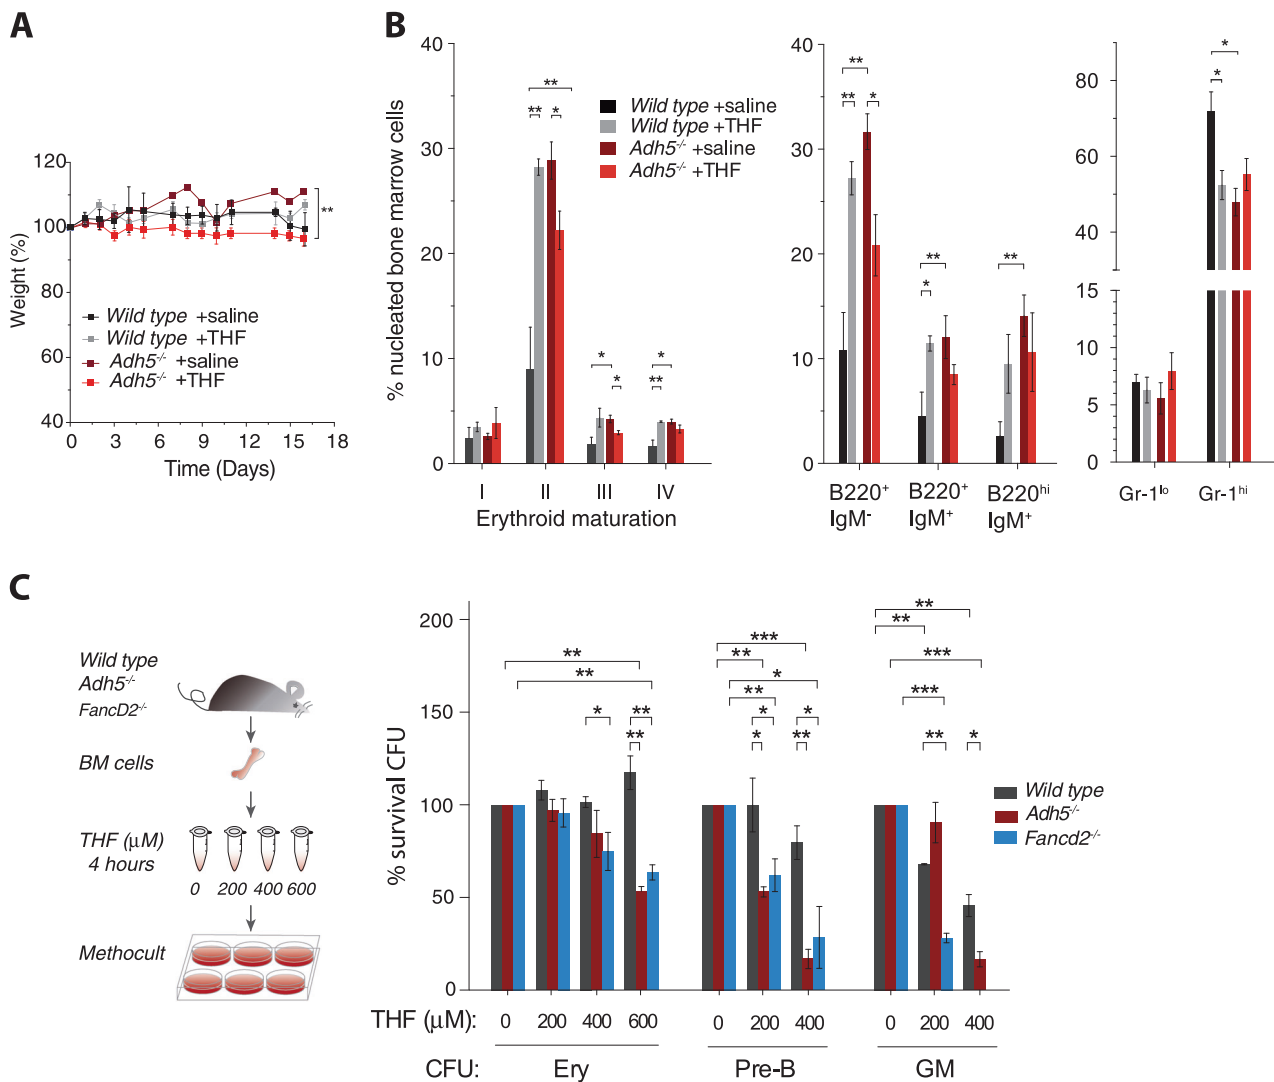 A
120
100
80
60
40
0
3
6
9
12
15
18
Weight (%)
Time (Days)
**
Wild type +saline
Wild type +THF
Adh5-/- +saline
Adh5-/- +THF
B
40
30
20
10
0
% nucleated bone marrow cells
**
** *
*
*
*
**
I II III IV
Erythroid maturation
Wild type +saline
Wild type +THF
Adh5-/- +saline
Adh5-/- +THF
40
30
20
10
0
**
** *
**
*
**
B220+ B220+ B220hi
IgM- IgM+ IgM+
80
60
40
15
10
5
0
*
*
Gr-1lo Gr-1hi
C
Wild type
Adh5-/-
FancD2-/-
BM cells
THF (μM)
4 hours
0 200 400 600
Methocult
200
150
100
50
0
% survival CFU
**
**
*
**
**
***
**
*
**
*
*
*
**
**
**
***
***
**
*
Wild type
Adh5-/-
Fancd2-/-
THF (μM): 0 200 400 600 0 200 400 0 200 400
CFU: Ery Pre-B GM